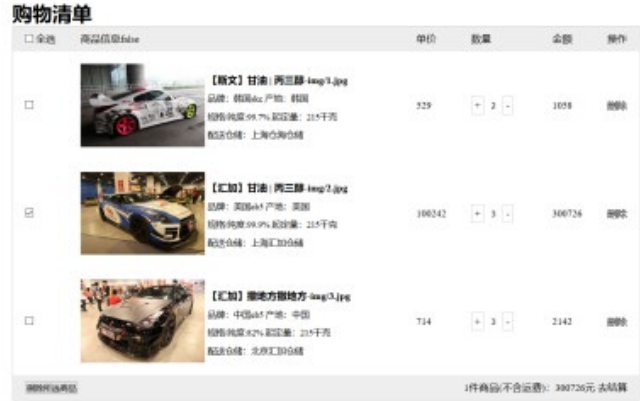 购物清单
全选 商品信息false 单价 数量 金额 操作
【斯文】甘油 | 丙三醇-img/1.jpg
品牌：韩国skc 产地：韩国
规格/纯度:99.7% 起定量：215千克
配送仓储：上海仓海仓储
529 + 2 - 1058 删除
【汇加】甘油 | 丙三醇-img/2.jpg
品牌：美国 产地：美国
规格/纯度:99.9% 起定量：215千克
配送仓储：上海汇加仓储
100242 + 3 - 300726 删除
【汇加】撒地方撒地方-img/3.jpg
品牌：中国 产地：中国
规格/纯度:82% 起定量：215千克
配送仓储：北京汇加仓储
714 + 3 - 2142 删除
删除所选商品 1件商品(不含运费)：300726元 去结算